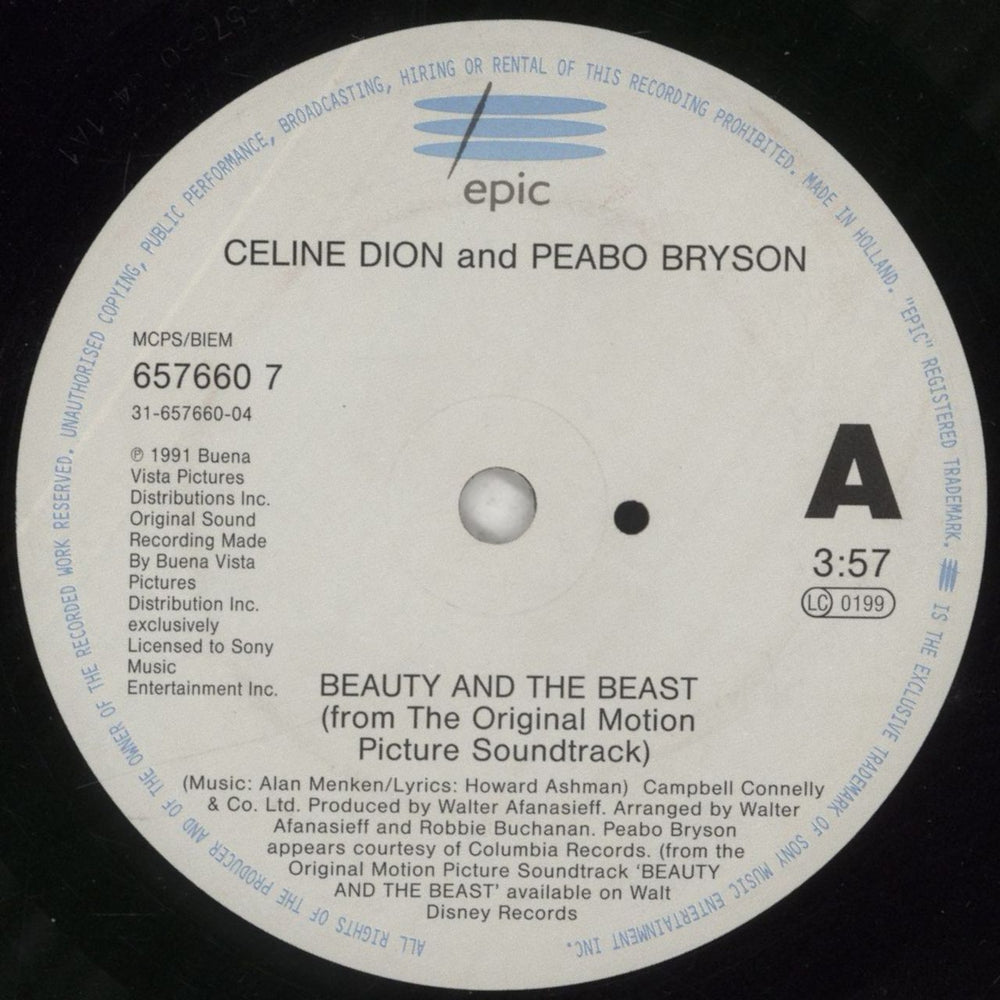 ALL RIGHTS OF THE PRODUCER AND OF THE OWNER OF THE RECORDED WORK RESERVED. UNAUTHORISED COPYING, PUBLIC PERFORMANCE, BROADCASTING, HIRING OR RENTAL OF THIS RECORDING PROHIBITED. MADE IN HOLLAND. "EPIC" REGISTERED TRADEMARK. IS THE EXCLUSIVE TRADEMARK OF SONY MUSIC ENTERTAINMENT INC.
epic
CELINE DION and PEABO BRYSON
MCPS/BIEM
657660 7
31-657660-04
℗ 1991 Buena
Vista Pictures
Distributions Inc.
Original Sound
Recording Made
By Buena Vista
Pictures
Distribution Inc.
exclusively
Licensed to Sony
Music
Entertainment Inc.
A
3:57
LC 0199
BEAUTY AND THE BEAST
(from The Original Motion
Picture Soundtrack)
(Music: Alan Menken/Lyrics: Howard Ashman) Campbell Connelly
& Co. Ltd. Produced by Walter Afanasieff. Arranged by Walter
Afanasieff and Robbie Buchanan. Peabo Bryson
appears courtesy of Columbia Records. (from the
Original Motion Picture Soundtrack 'BEAUTY
AND THE BEAST' available on Walt
Disney Records